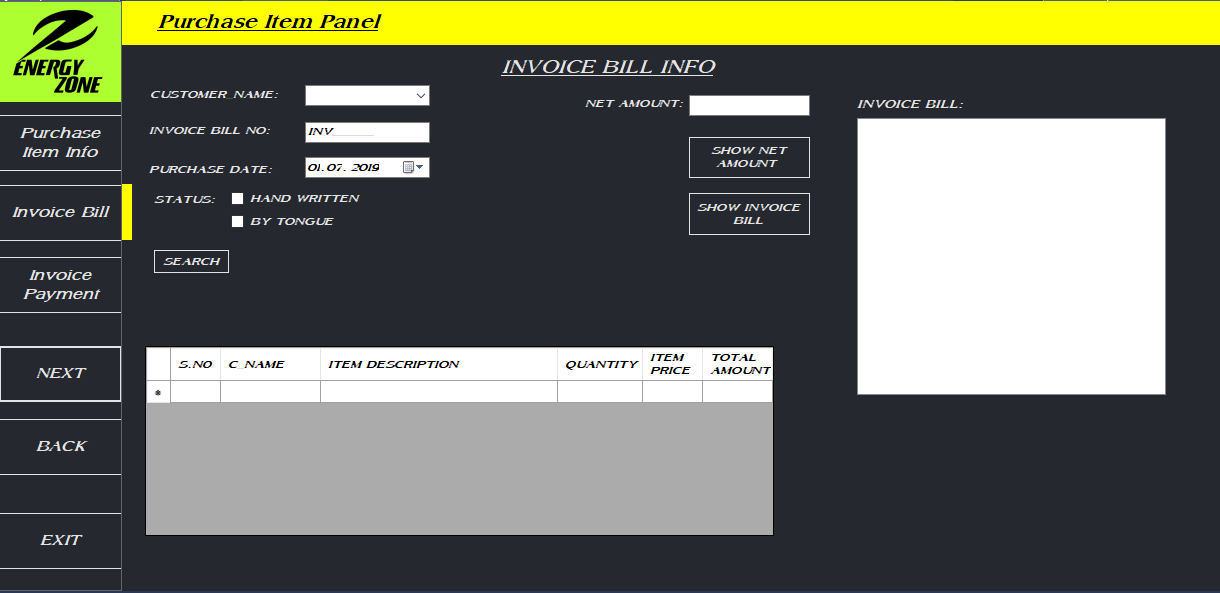 Purchase Item Panel
ENERGY
ZONE
Purchase
Item Info
Invoice Bill
Invoice
Payment
NEXT
BACK
EXIT
INVOICE BILL INFO
CUSTOMER_NAME:
INVOICE BILL NO:
INV_______
PURCHASE DATE:
01. 07. 2019
STATUS:
HAND WRITTEN
BY TONGUE
SEARCH
NET AMOUNT:
SHOW NET
AMOUNT
SHOW INVOICE
BILL
INVOICE BILL:
S.NO C_NAME ITEM DESCRIPTION QUANTITY ITEM PRICE TOTAL AMOUNT